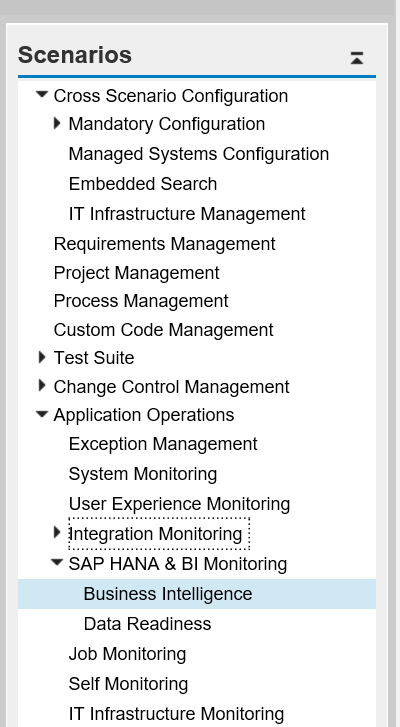 Scenarios
Cross Scenario Configuration
Mandatory Configuration
Managed Systems Configuration
Embedded Search
IT Infrastructure Management
Requirements Management
Project Management
Process Management
Custom Code Management
Test Suite
Change Control Management
Application Operations
Exception Management
System Monitoring
User Experience Monitoring
Integration Monitoring
SAP HANA & BI Monitoring
Business Intelligence
Data Readiness
Job Monitoring
Self Monitoring
IT Infrastructure Monitoring